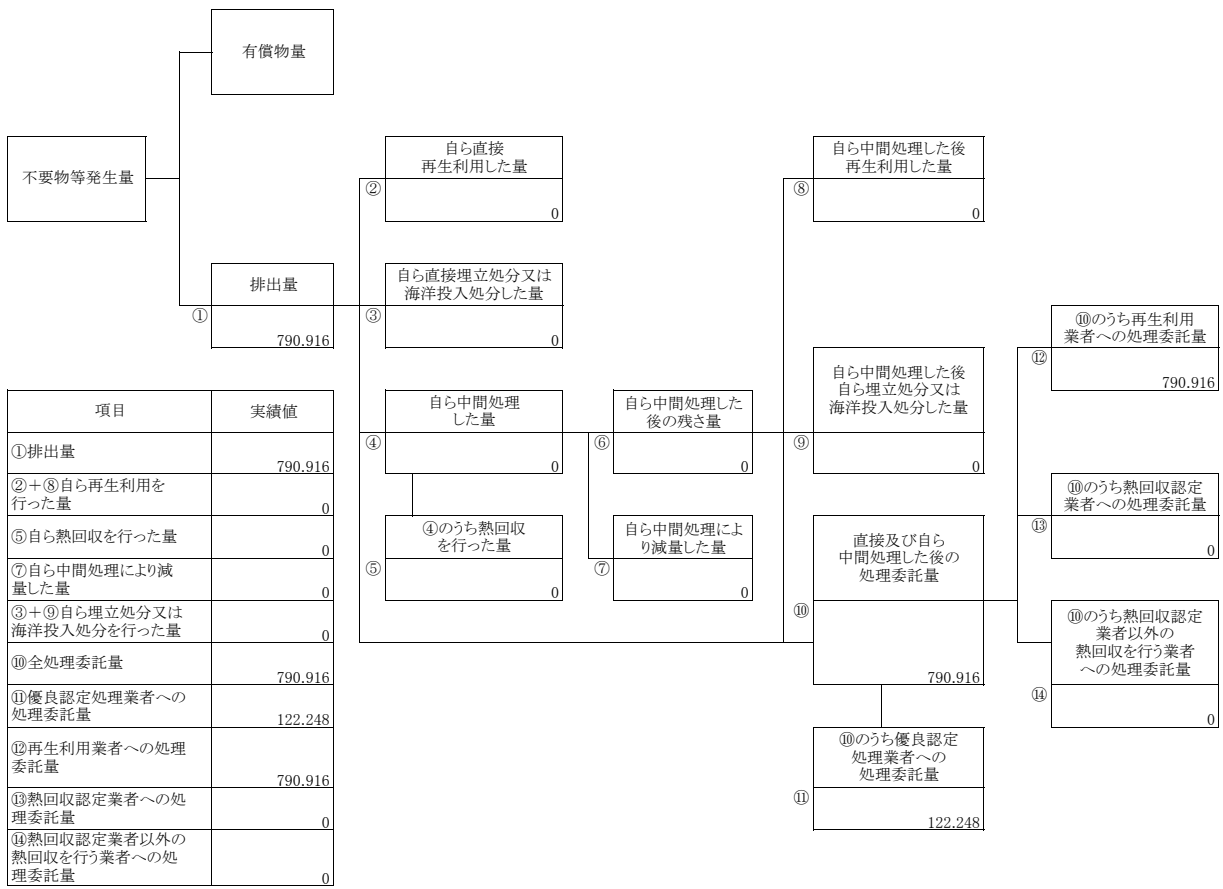 有償物量
不要物等発生量
自ら直接
再生利用した量
②
0
自ら中間処理した後
再生利用した量
⑧
0
排出量
①
790.916
自ら直接埋立処分又は
海洋投入処分した量
③
0
⑩のうち再生利用
業者への処理委託量
⑫
790.916
自ら中間処理
した量
④
0
自ら中間処理した
後の残さ量
⑥
0
自ら中間処理した後
自ら埋立処分又は
海洋投入処分した量
⑨
0
④のうち熱回収
を行った量
⑤
0
自ら中間処理によ
り減量した量
⑦
0
直接及び自ら
中間処理した後の
処理委託量
⑩
790.916
⑩のうち熱回収認定
業者への処理委託量
⑬
0
⑩のうち熱回収認定
業者以外の
熱回収を行う業者
への処理委託量
⑭
0
⑩のうち優良認定
処理業者への
処理委託量
⑪
122.248
項目 実績値
①排出量
790.916
②+⑧自ら再生利用を
行った量
0
⑤自ら熱回収を行った量
0
⑦自ら中間処理により減
量した量
0
③+⑨自ら埋立処分又は
海洋投入処分を行った量
0
⑩全処理委託量
790.916
⑪優良認定処理業者への
処理委託量
122.248
⑫再生利用業者への処理
委託量
790.916
⑬熱回収認定業者への処
理委託量
0
⑭熱回収認定業者以外の
熱回収を行う業者への処
理委託量
0